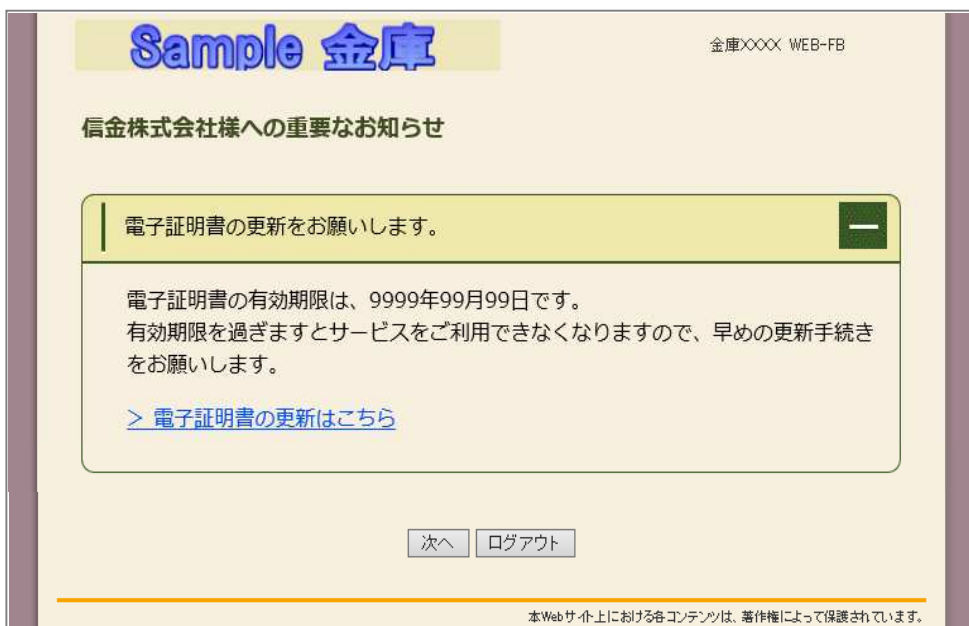 Sample 金庫
金庫XXXX WEB-FB
信金株式会社様への重要なお知らせ
電子証明書の更新をお願いします。
電子証明書の有効期限は、9999年99月99日です。
有効期限を過ぎますとサービスをご利用できなくなりますので、早めの更新手続き
をお願いします。
＞ 電子証明書の更新はこちら
次へ ログアウト
本Webサイト上における各コンテンツは、著作権によって保護されています。